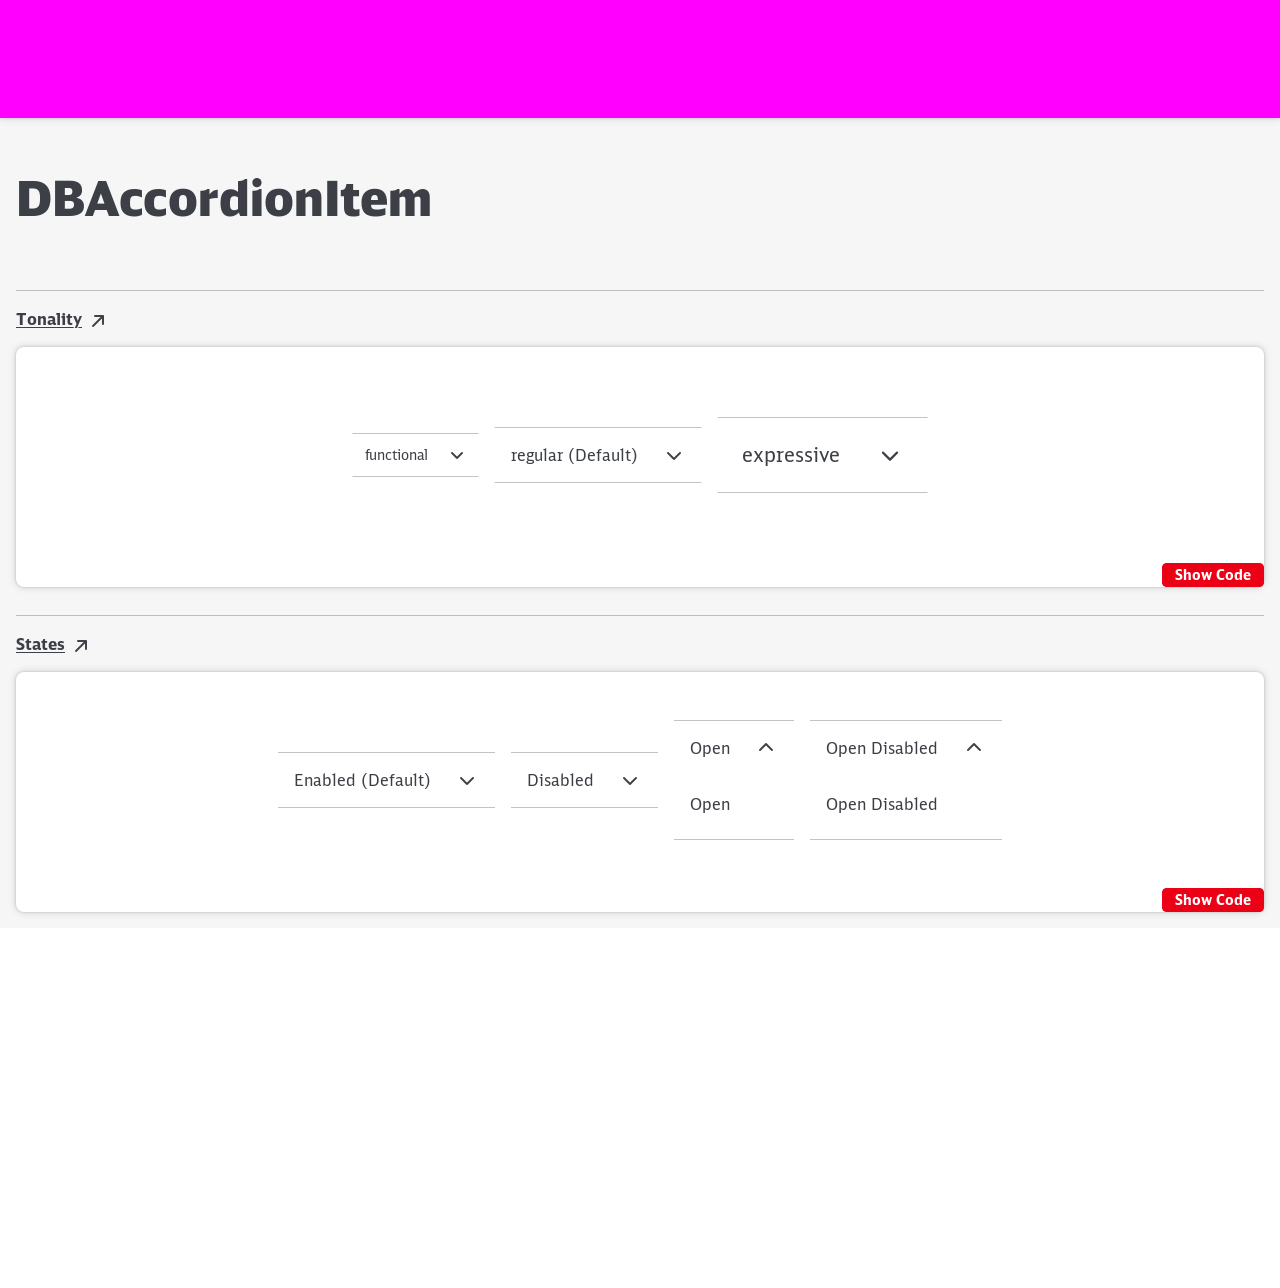 DBAccordionItem
Tonality
functional
regular (Default)
expressive
Show Code
States
Enabled (Default)
Disabled
Open
Open Disabled
Open
Open Disabled
Show Code